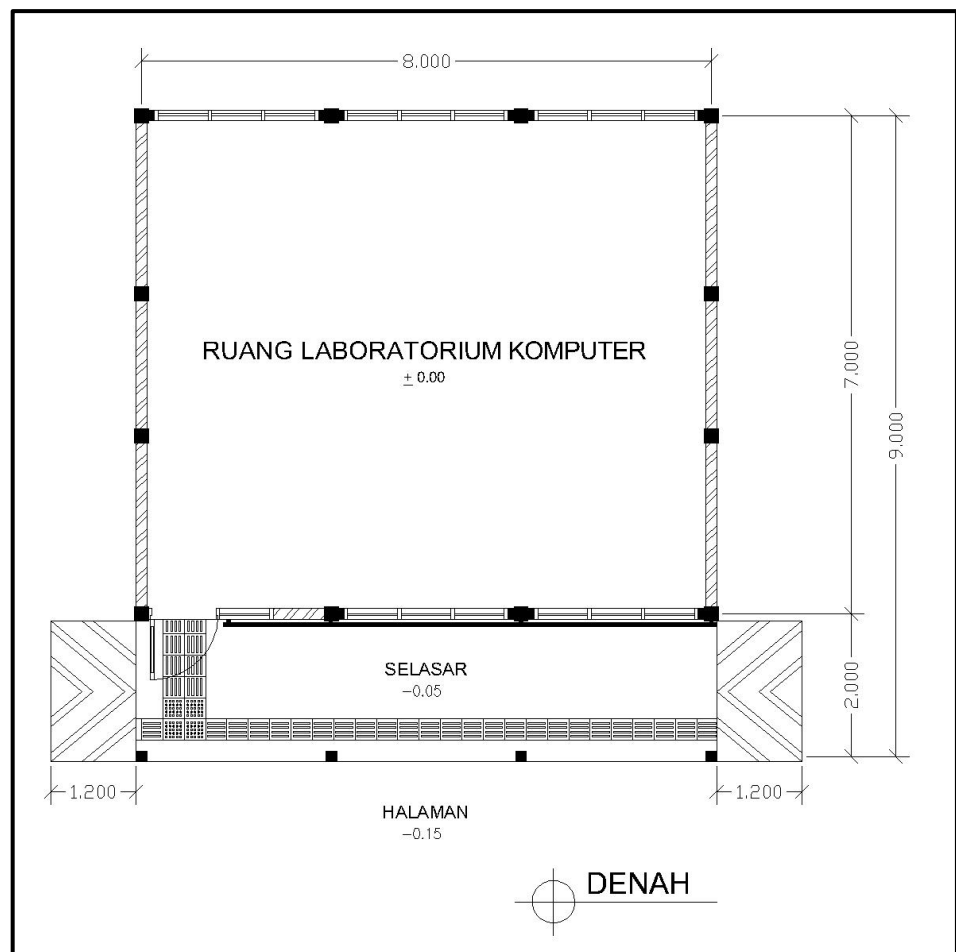 8.000
RUANG LABORATORIUM KOMPUTER
± 0.00
7.000
9.000
SELASAR
-0.05
2.000
1.200
1.200
HALAMAN
-0.15
DENAH